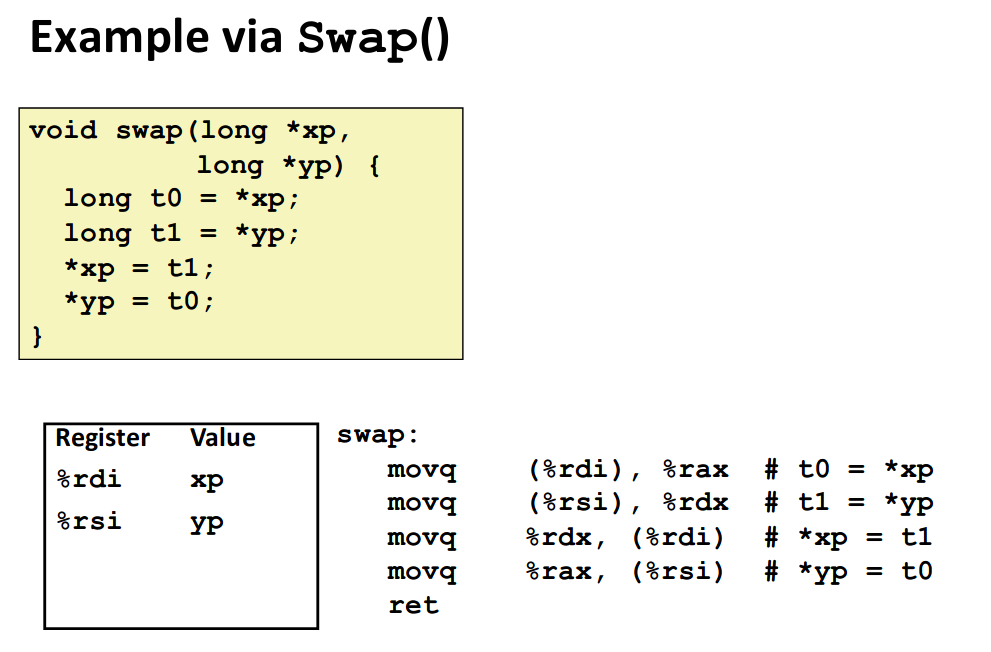 Example via Swap()
void swap(long *xp,
          long *yp) {
  long t0 = *xp;
  long t1 = *yp;
  *xp = t1;
  *yp = t0;
}
Register Value
%rdi xp
%rsi yp
swap:
   movq    (%rdi), %rax  # t0 = *xp
   movq    (%rsi), %rdx  # t1 = *yp
   movq    %rdx, (%rdi)  # *xp = t1
   movq    %rax, (%rsi)  # *yp = t0
   ret